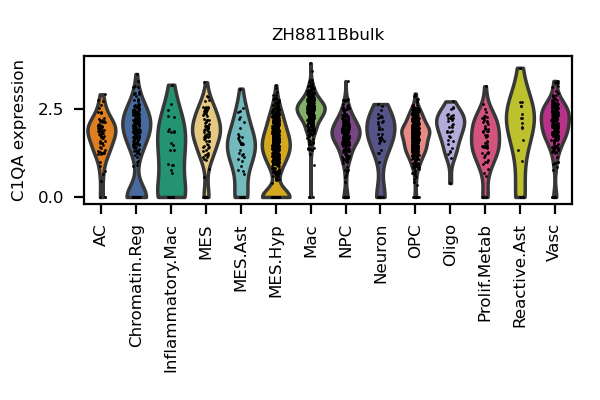 ZH8811Bbulk
C1QA expression
2.5
0.0
AC
Chromatin.Reg
Inflammatory.Mac
MES
MES.Ast
MES.Hyp
Mac
NPC
Neuron
OPC
Oligo
Prolif.Metab
Reactive.Ast
Vasc